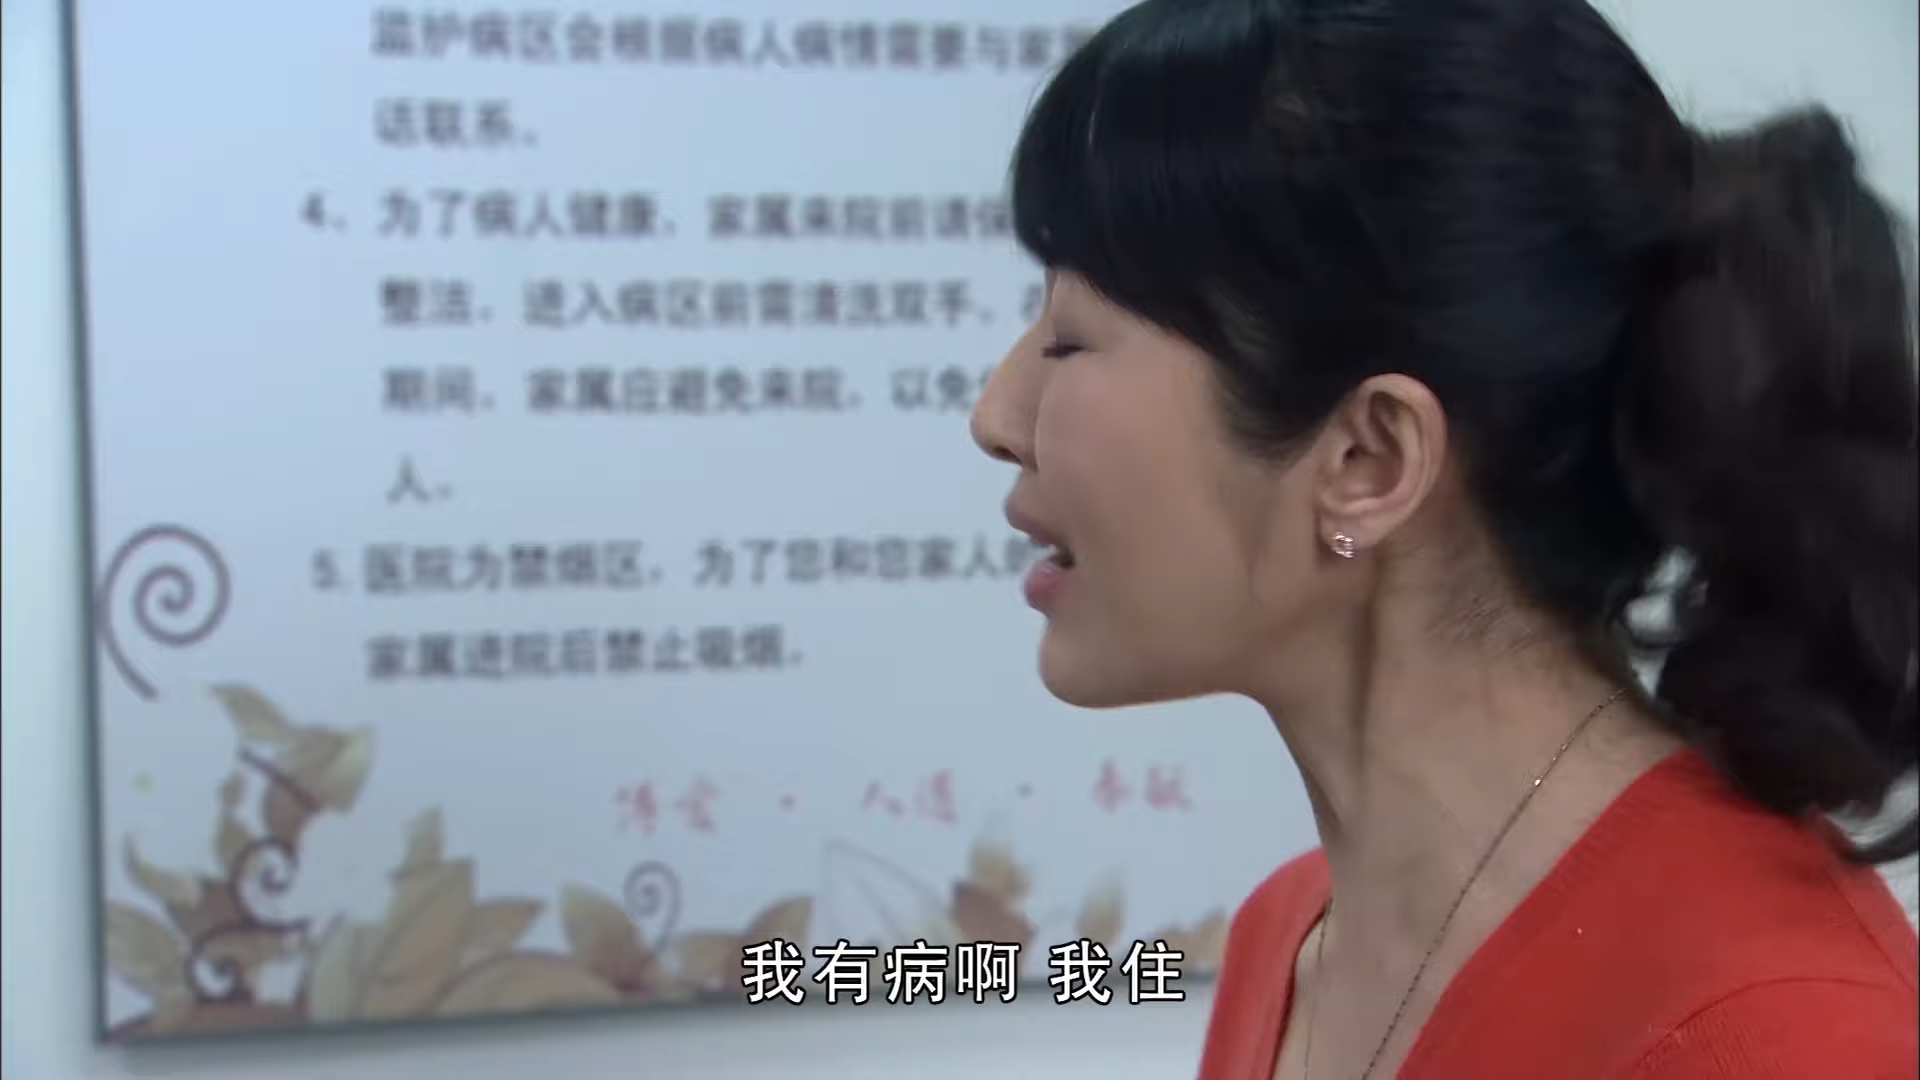 监护病区会根据病人病情需要与家
话联系。
4、为了病人健康，家属来院前请保
整洁，进入病区前需清洗双手，在
期间，家属应避免来院，以免
人。
5. 医院为禁烟区，为了您和您家人的
家属进院后禁止吸烟。
博爱 · 人道 · 奉献
我有病啊 我住